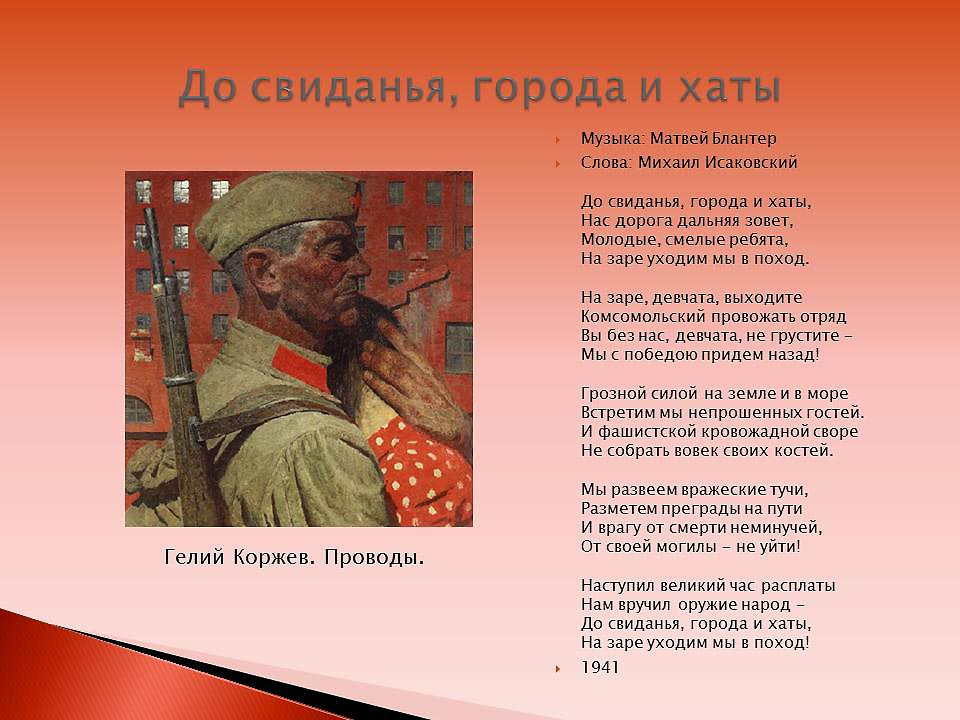 До свиданья, города и хаты
Музыка: Матвей Блантер
Слова: Михаил Исаковский
До свиданья, города и хаты,
Нас дорога дальняя зовет,
Молодые, смелые ребята,
На заре уходим мы в поход.
На заре, девчата, выходите
Комсомольский провожать отряд
Вы без нас, девчата, не грустите –
Мы с победою придем назад!
Грозной силой на земле и в море
Встретим мы непрошенных гостей.
И фашистской кровожадной своре
Не собрать вовек своих костей.
Мы развеем вражеские тучи,
Разметем преграды на пути
И врагу от смерти неминучей,
От своей могилы – не уйти!
Наступил великий час расплаты
Нам вручил оружие народ –
До свиданья, города и хаты,
На заре уходим мы в поход!
1941
Гелий Коржев. Проводы.